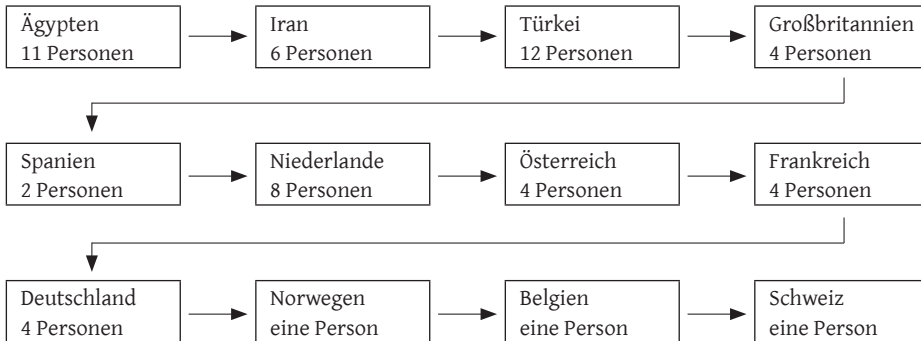 Ägypten
11 Personen
Iran
6 Personen
Türkei
12 Personen
Großbritannien
4 Personen
Spanien
2 Personen
Niederlande
8 Personen
Österreich
4 Personen
Frankreich
4 Personen
Deutschland
4 Personen
Norwegen
eine Person
Belgien
eine Person
Schweiz
eine Person